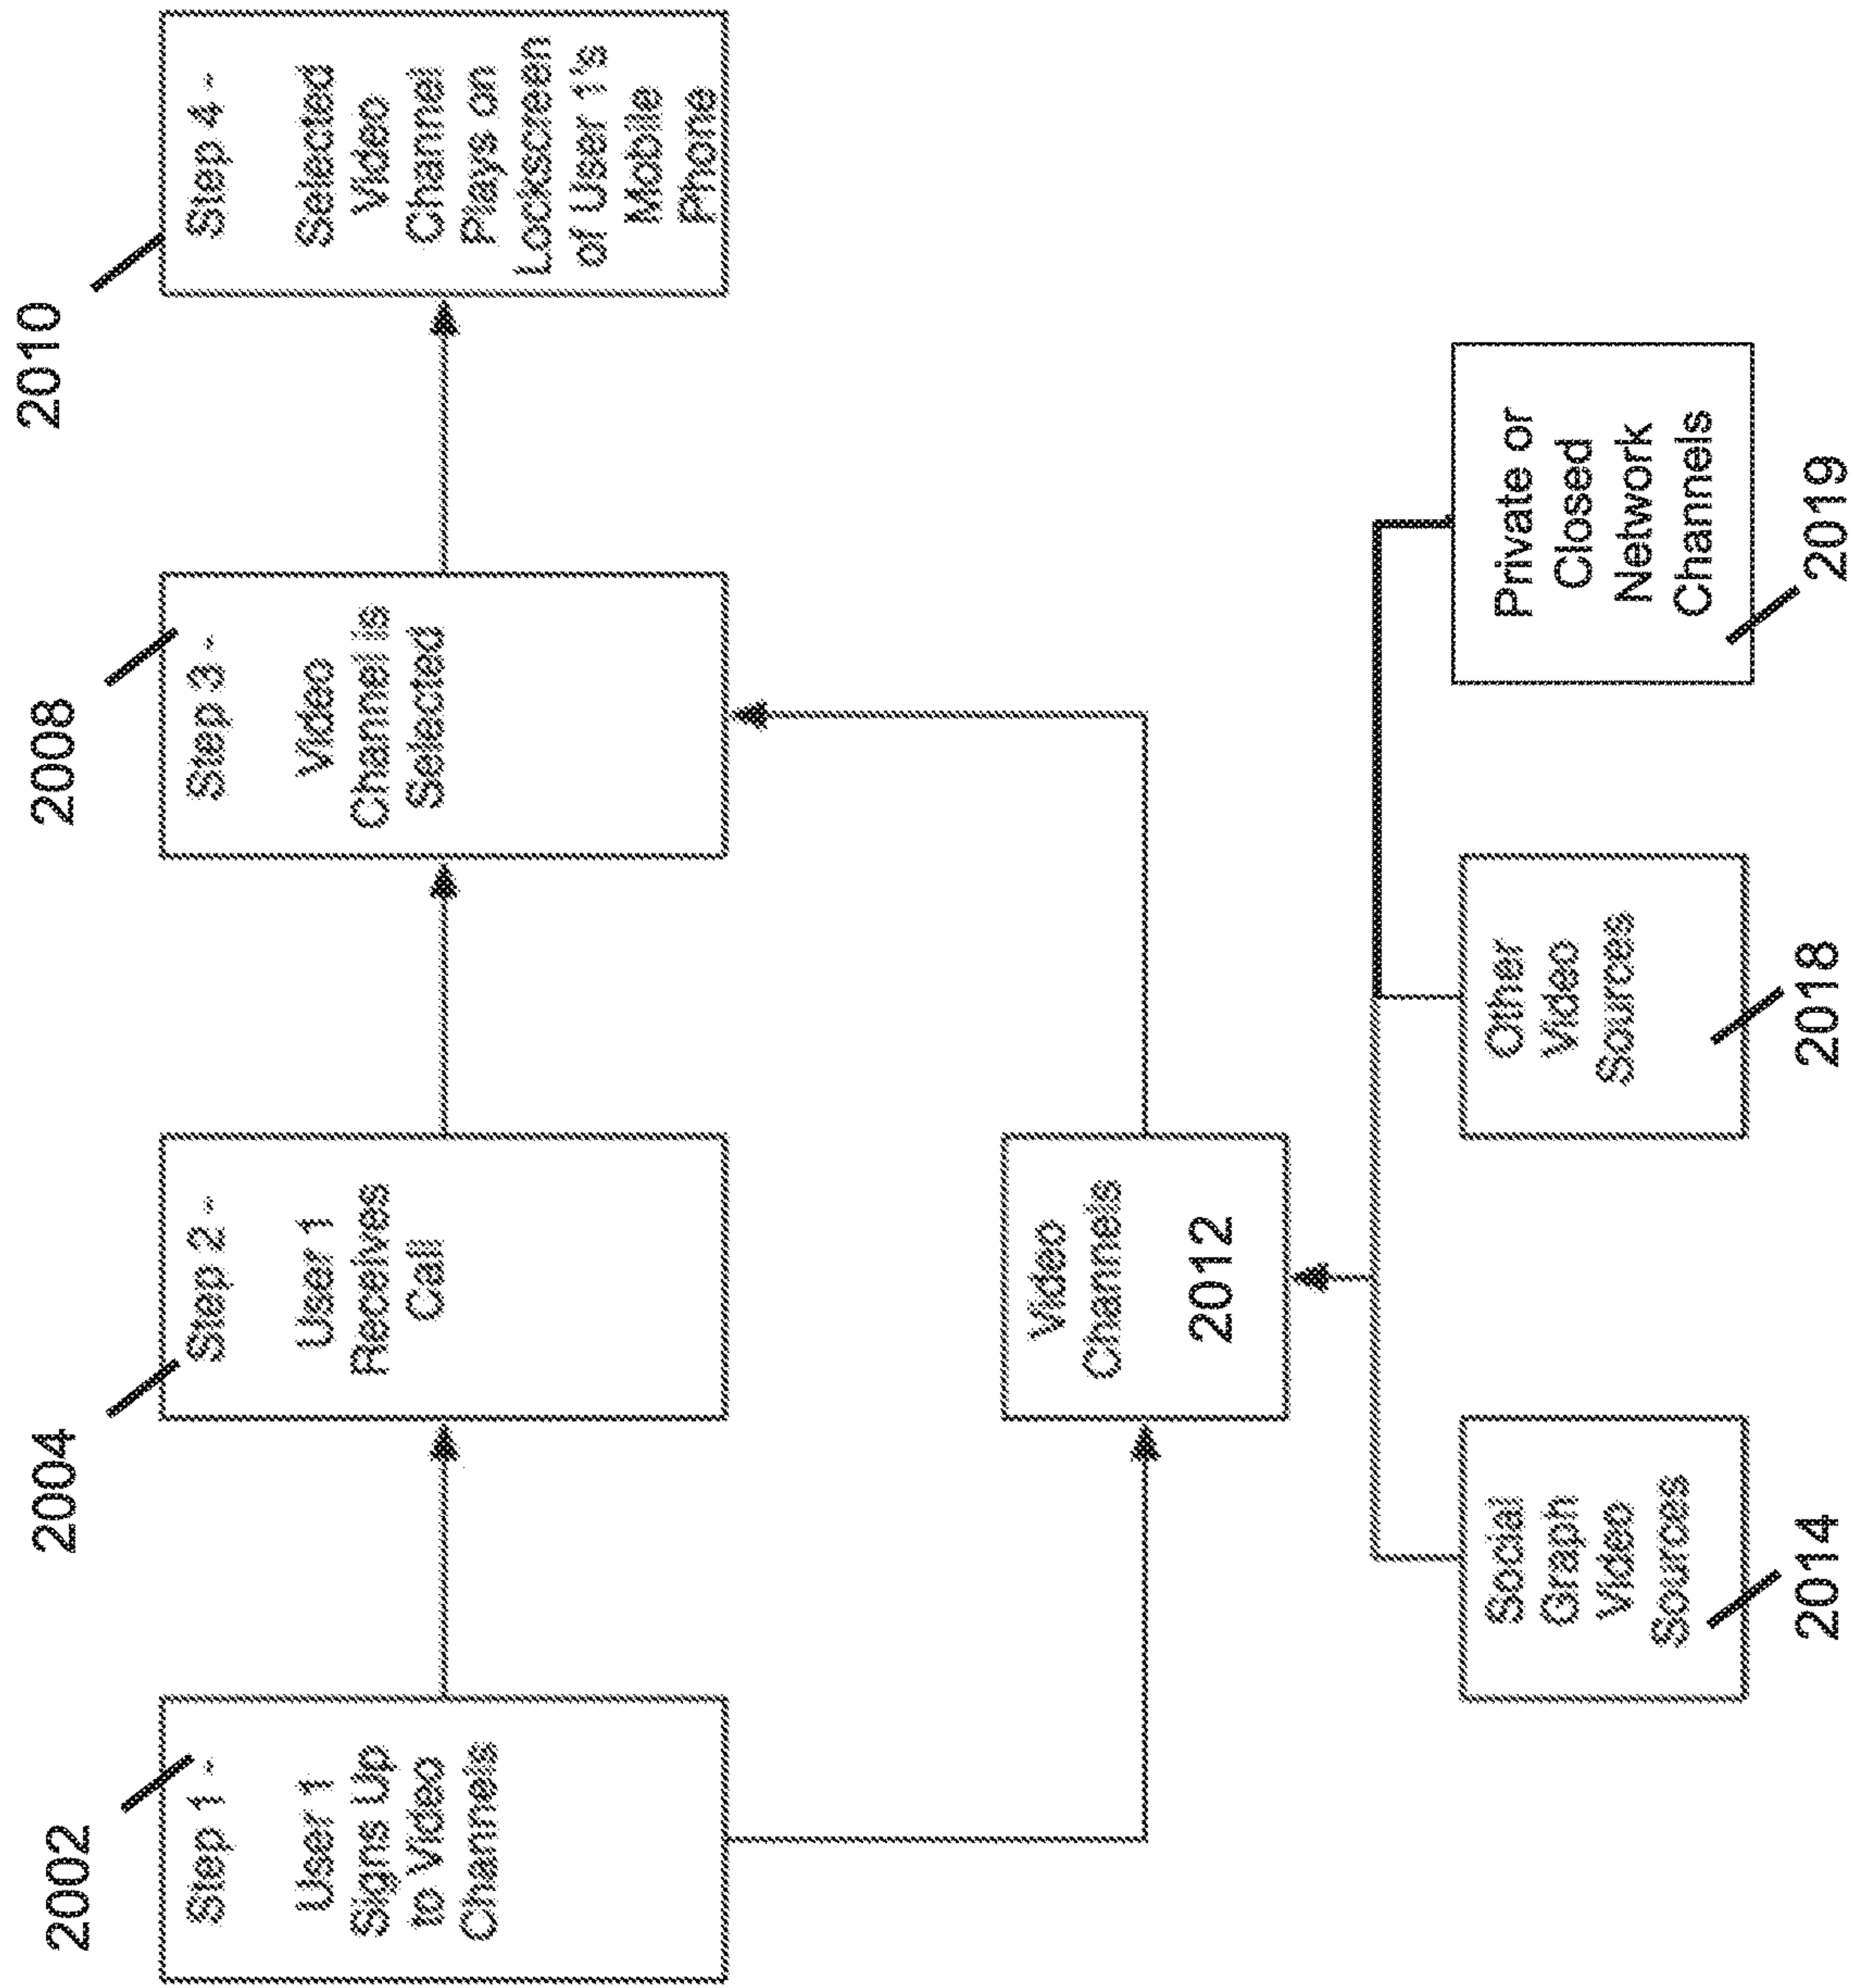 2002
Step 1 -
User 1
Signs Up
to Video
Channels
2004
Step 2 -
User 1
Receives
Call
2008
Step 3 -
Video
Channel is
Selected
2010
Step 4 -
Selected
Video
Channel
Plays on
Lockscreen
of User 1's
Mobile
Phone
Video
Channels
2012
Social
Graph
Video
Sources
2014
Other
Video
Sources
2018
Private or
Closed
Network
Channels
2019